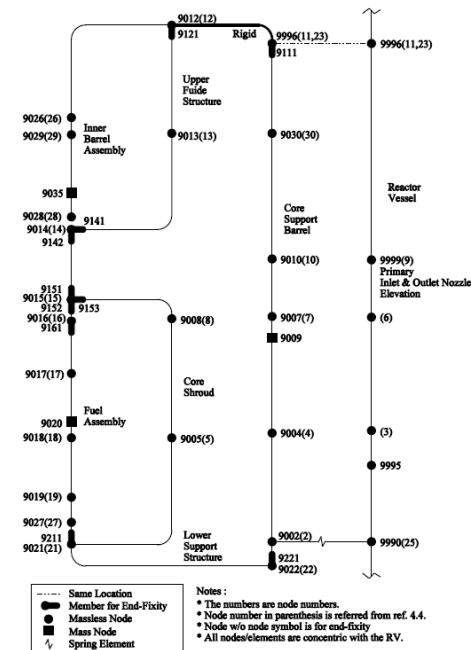 9012(12)
9121
Rigid
9996(11,23)
9111
9996(11,23)
Upper
Fuide
Structure
9026(26)
9029(29)
Inner
Barrel
Assembly
9013(13)
9030(30)
9035
Reactor
Vessel
9028(28)
9014(14)
9141
9142
Core
Support
Barrel
9010(10)
9999(9)
Primary
Inlet & Outlet Nozzle
Elevation
9151
9015(15)
9152
9153
9016(16)
9161
9008(8)
9007(7)
9009
(6)
9017(17)
Core
Shroud
9020
9018(18)
Fuel
Assembly
9005(5)
9004(4)
(3)
9995
9019(19)
9027(27)
9211
9021(21)
Lower
Support
Structure
9002(2)
9221
9022(22)
9990(25)
Same Location
Member for End-Fixity
Massless Node
Mass Node
Spring Element
Notes :
* The numbers are node numbers.
* Node number in parenthesis is referred from ref. 4.4.
* Node w/o node symbol is for end-fixity
* All nodes/elements are concentric with the RV.